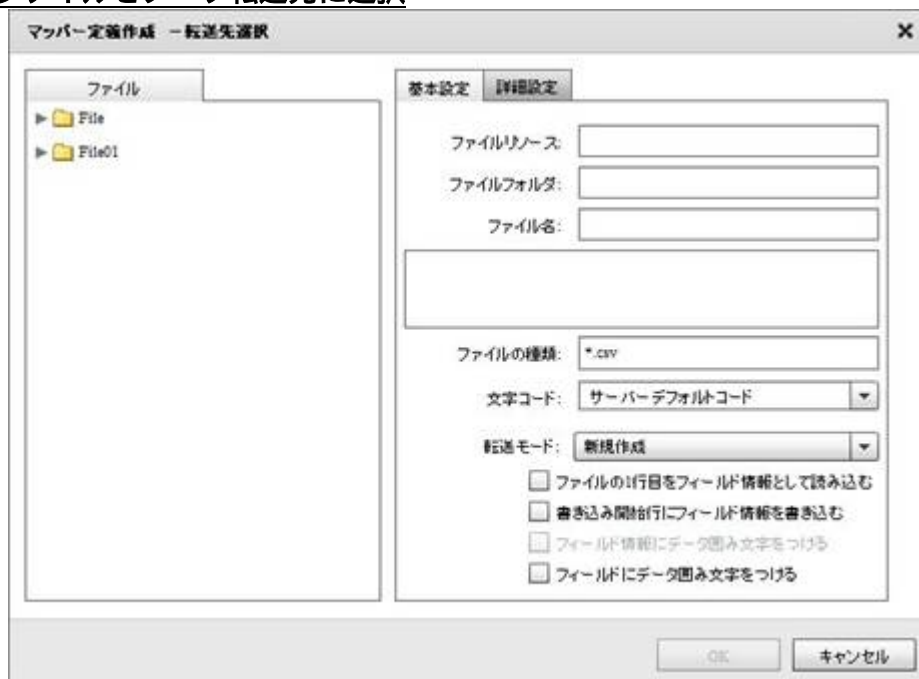 マッパー定義作成 －転送先選択
ファイル
File
File01
基本設定 詳細設定
ファイルリソース:
ファイルフォルダ:
ファイル名:
ファイルの種類: *.csv
文字コード: サーバーデフォルトコード
転送モード: 新規作成
ファイルの1行目をフィールド情報として読み込む
書き込み開始行にフィールド情報を書き込む
フィールド情報にデータ囲み文字をつける
フィールドにデータ囲み文字をつける
OK キャンセル